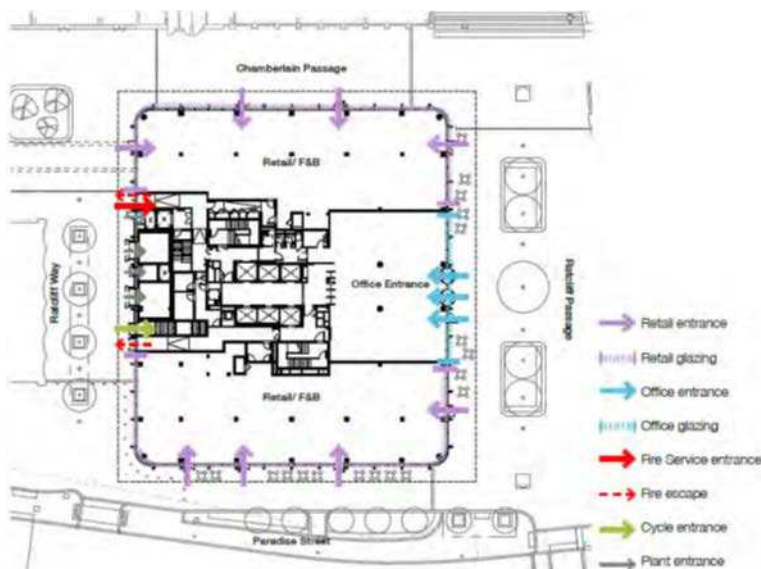 Chamberlain Passage
Retail/ F&B
Ratcliff Way
Office Entrance
Ratcliff Passage
Retail/ F&B
Paradise Street
Retail entrance
Retail glazing
Office entrance
Office glazing
Fire Service entrance
Fire escape
Cycle entrance
Plant entrance